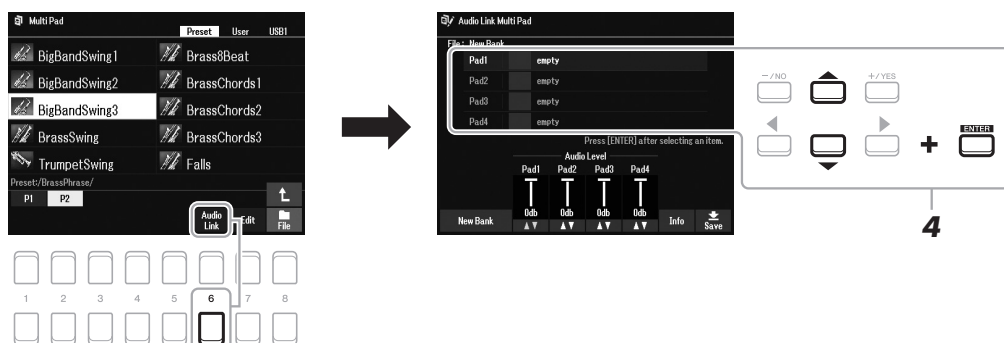 Multi Pad
Preset User USB1
BigBandSwing1 Brass8Beat
BigBandSwing2 BrassChords1
BigBandSwing3 BrassChords2
BrassSwing BrassChords3
TrumpetSwing Falls
Preset:/BrassPhrase/
P1 P2
Audio Link Edit File
1 2 3 4 5 6 7 8
Audio Link Multi Pad
File: New Bank
Pad1 empty
Pad2 empty
Pad3 empty
Pad4 empty
Press [ENTER] after selecting an item.
Audio Level
Pad1 Pad2 Pad3 Pad4
0db 0db 0db 0db
New Bank Info Save
-/NO +/YES
+ ENTER
4